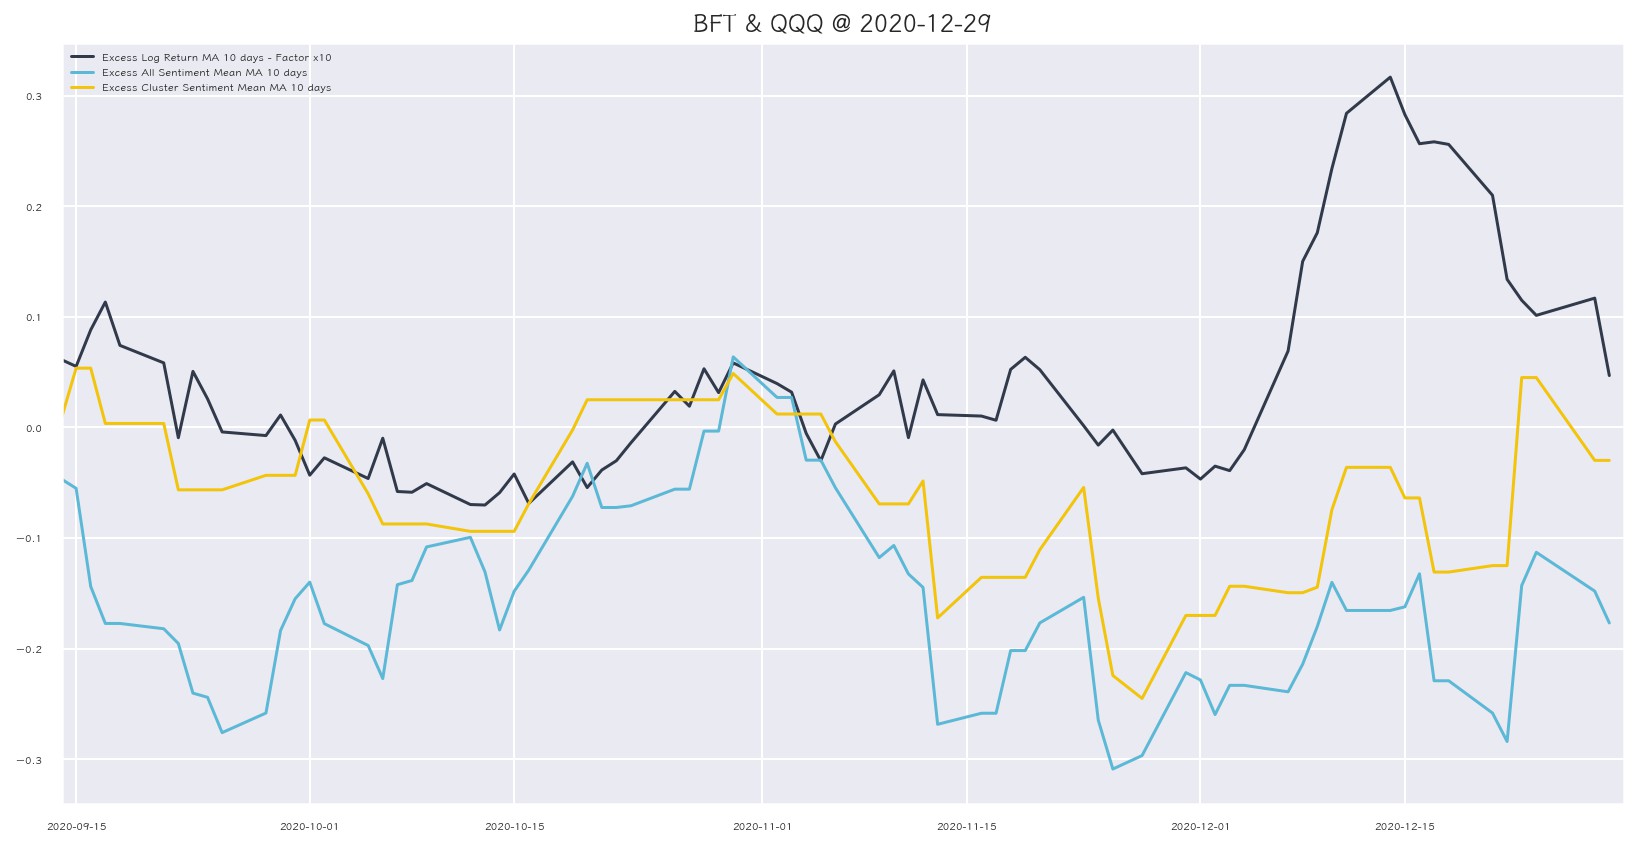 BFT & QQQ @ 2020-12-29
Excess Log Return MA 10 days - Factor x10
Excess All Sentiment Mean MA 10 days
Excess Cluster Sentiment Mean MA 10 days
0.3
0.2
0.1
0.0
−0.1
−0.2
−0.3
2020-09-15 2020-10-01 2020-10-15 2020-11-01 2020-11-15 2020-12-01 2020-12-15